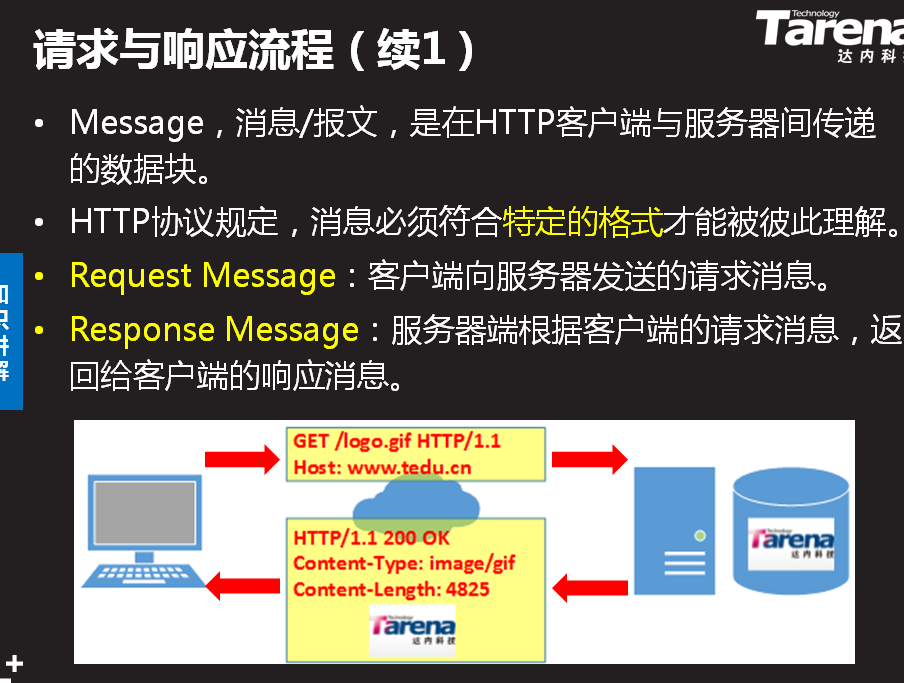 请求与响应流程（续1）
Technology
Tarena
达内科
• Message，消息/报文，是在HTTP客户端与服务器间传递
的数据块。
• HTTP协议规定，消息必须符合特定的格式才能被彼此理解。
• Request Message：客户端向服务器发送的请求消息。
• Response Message：服务器端根据客户端的请求消息，返
回给客户端的响应消息。
知识讲解
GET /logo.gif HTTP/1.1
Host: www.tedu.cn
HTTP/1.1 200 OK
Content-Type: image/gif
Content-Length: 4825
Technology
Tarena
达内科技
Technology
Tarena
达内科技
+